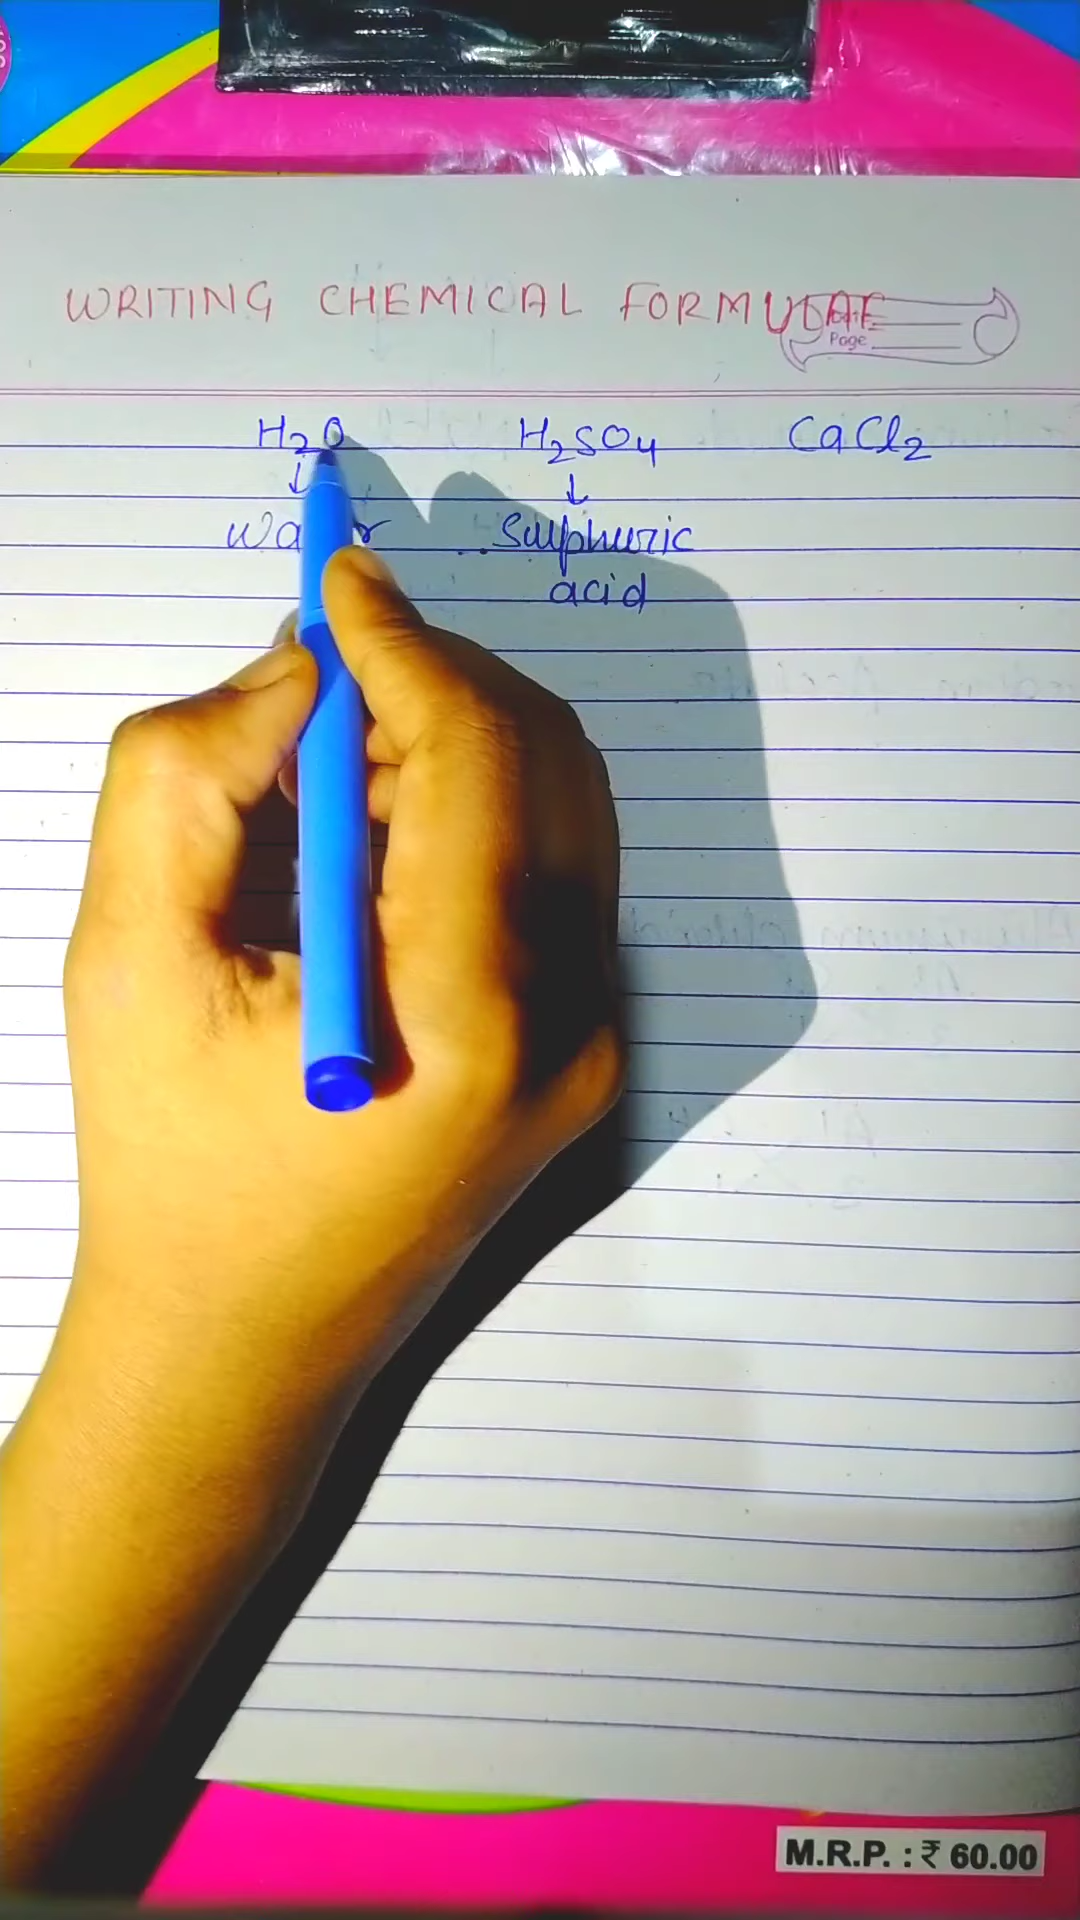 WRITING CHEMICAL FORMULAE
Page
H₂O H₂SO₄ CaCl₂
↓ ↓
Sulphuric
acid
M.R.P. : ₹ 60.00